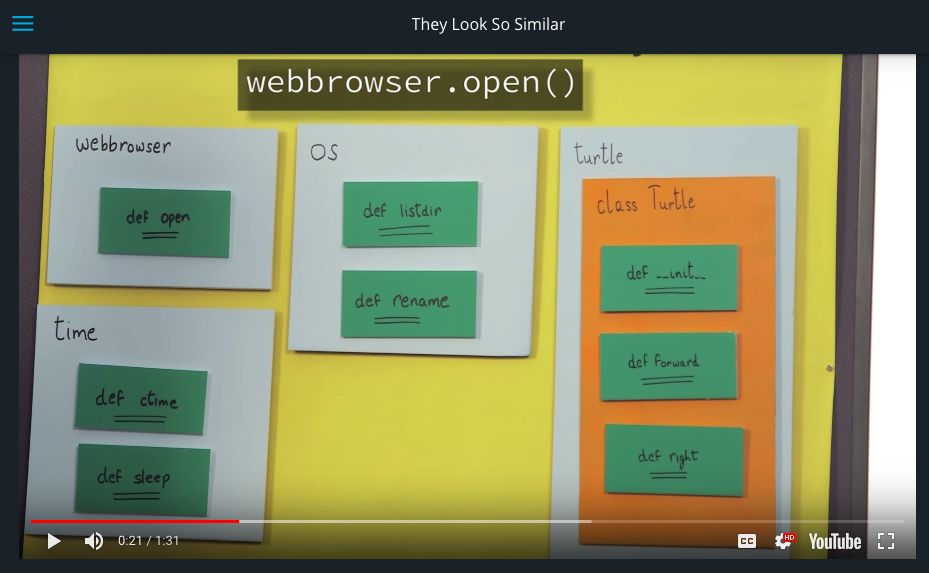 They Look So Similar
webbrowser.open()
webbrowser
def open
os
def listdir
def rename
turtle
class Turtle
def __init__
def forward
def right
time
def ctime
def sleep
0:21 / 1:31
CC
HD
YouTube